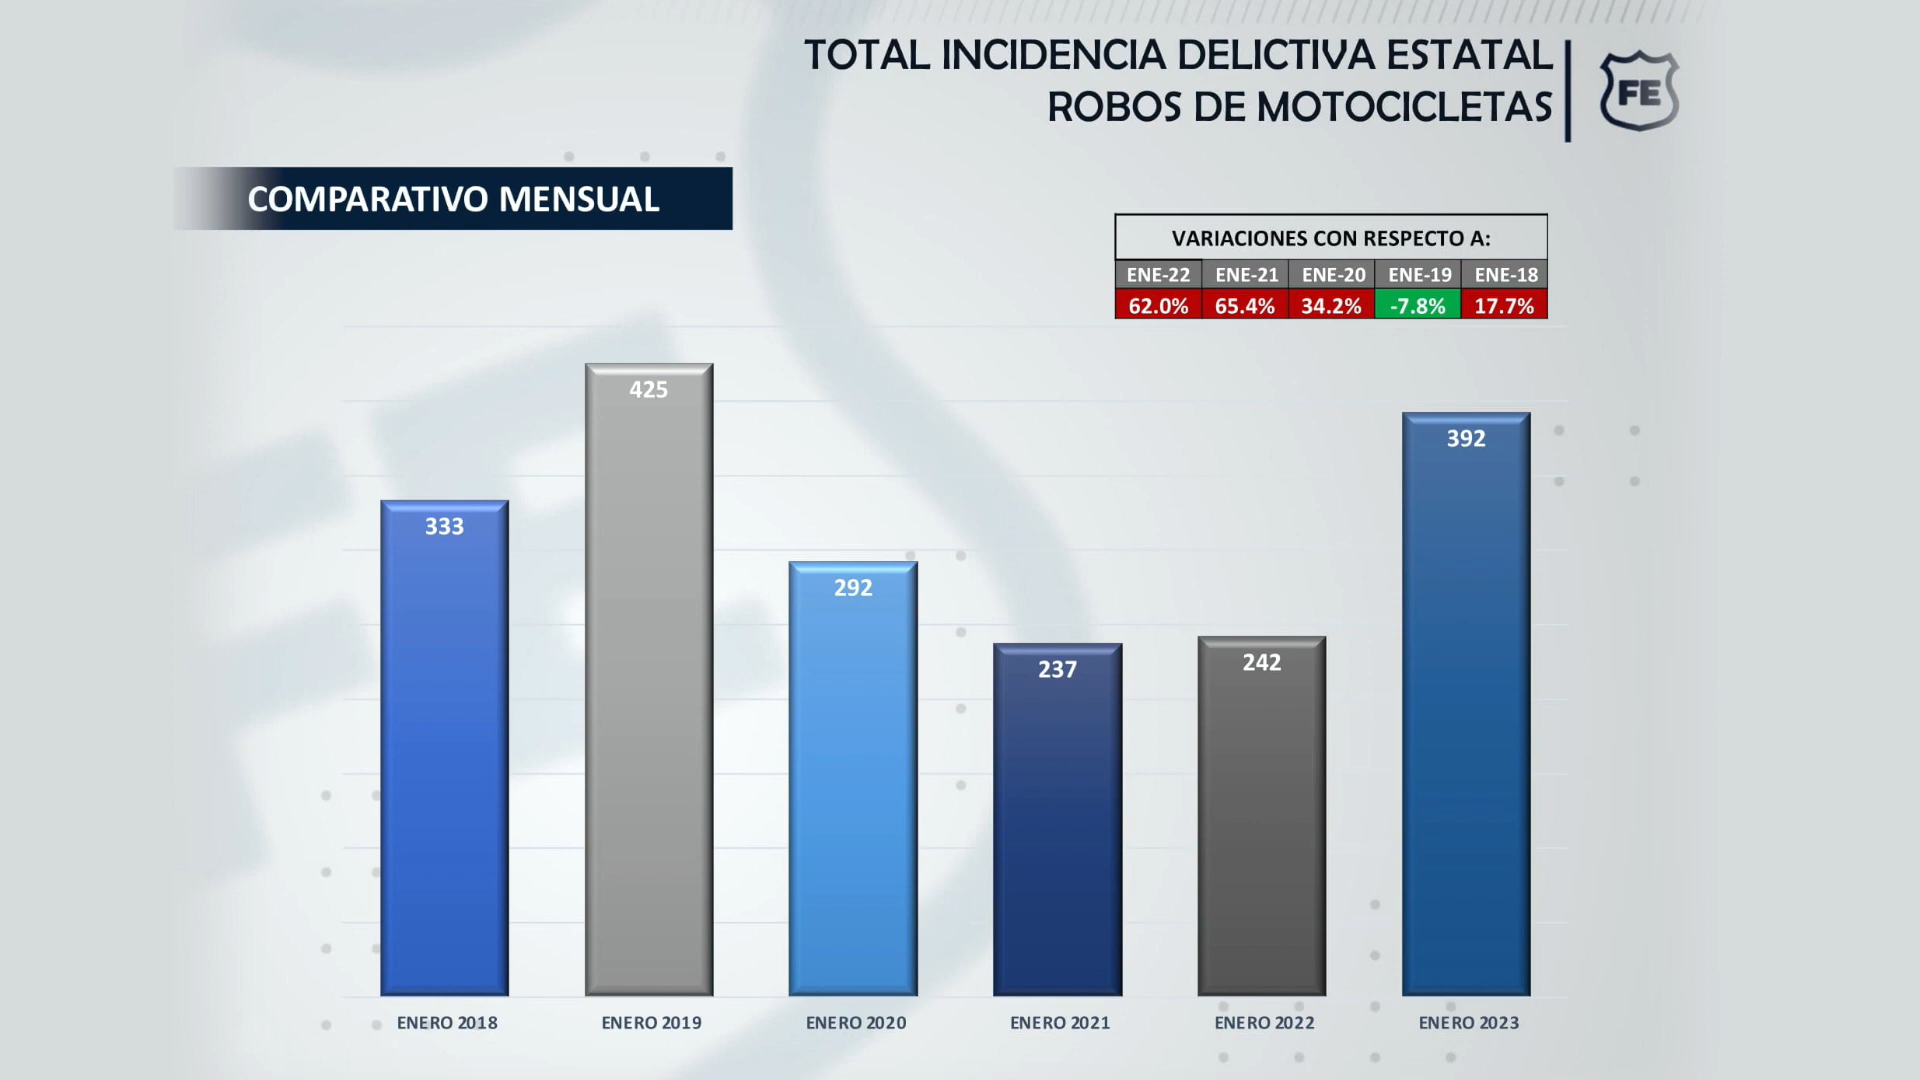 TOTAL INCIDENCIA DELICTIVA ESTATAL
ROBOS DE MOTOCICLETAS
FE
COMPARATIVO MENSUAL
VARIACIONES CON RESPECTO A:
ENE-22 ENE-21 ENE-20 ENE-19 ENE-18
62.0% 65.4% 34.2% -7.8% 17.7%
333
425
292
237
242
392
ENERO 2018
ENERO 2019
ENERO 2020
ENERO 2021
ENERO 2022
ENERO 2023